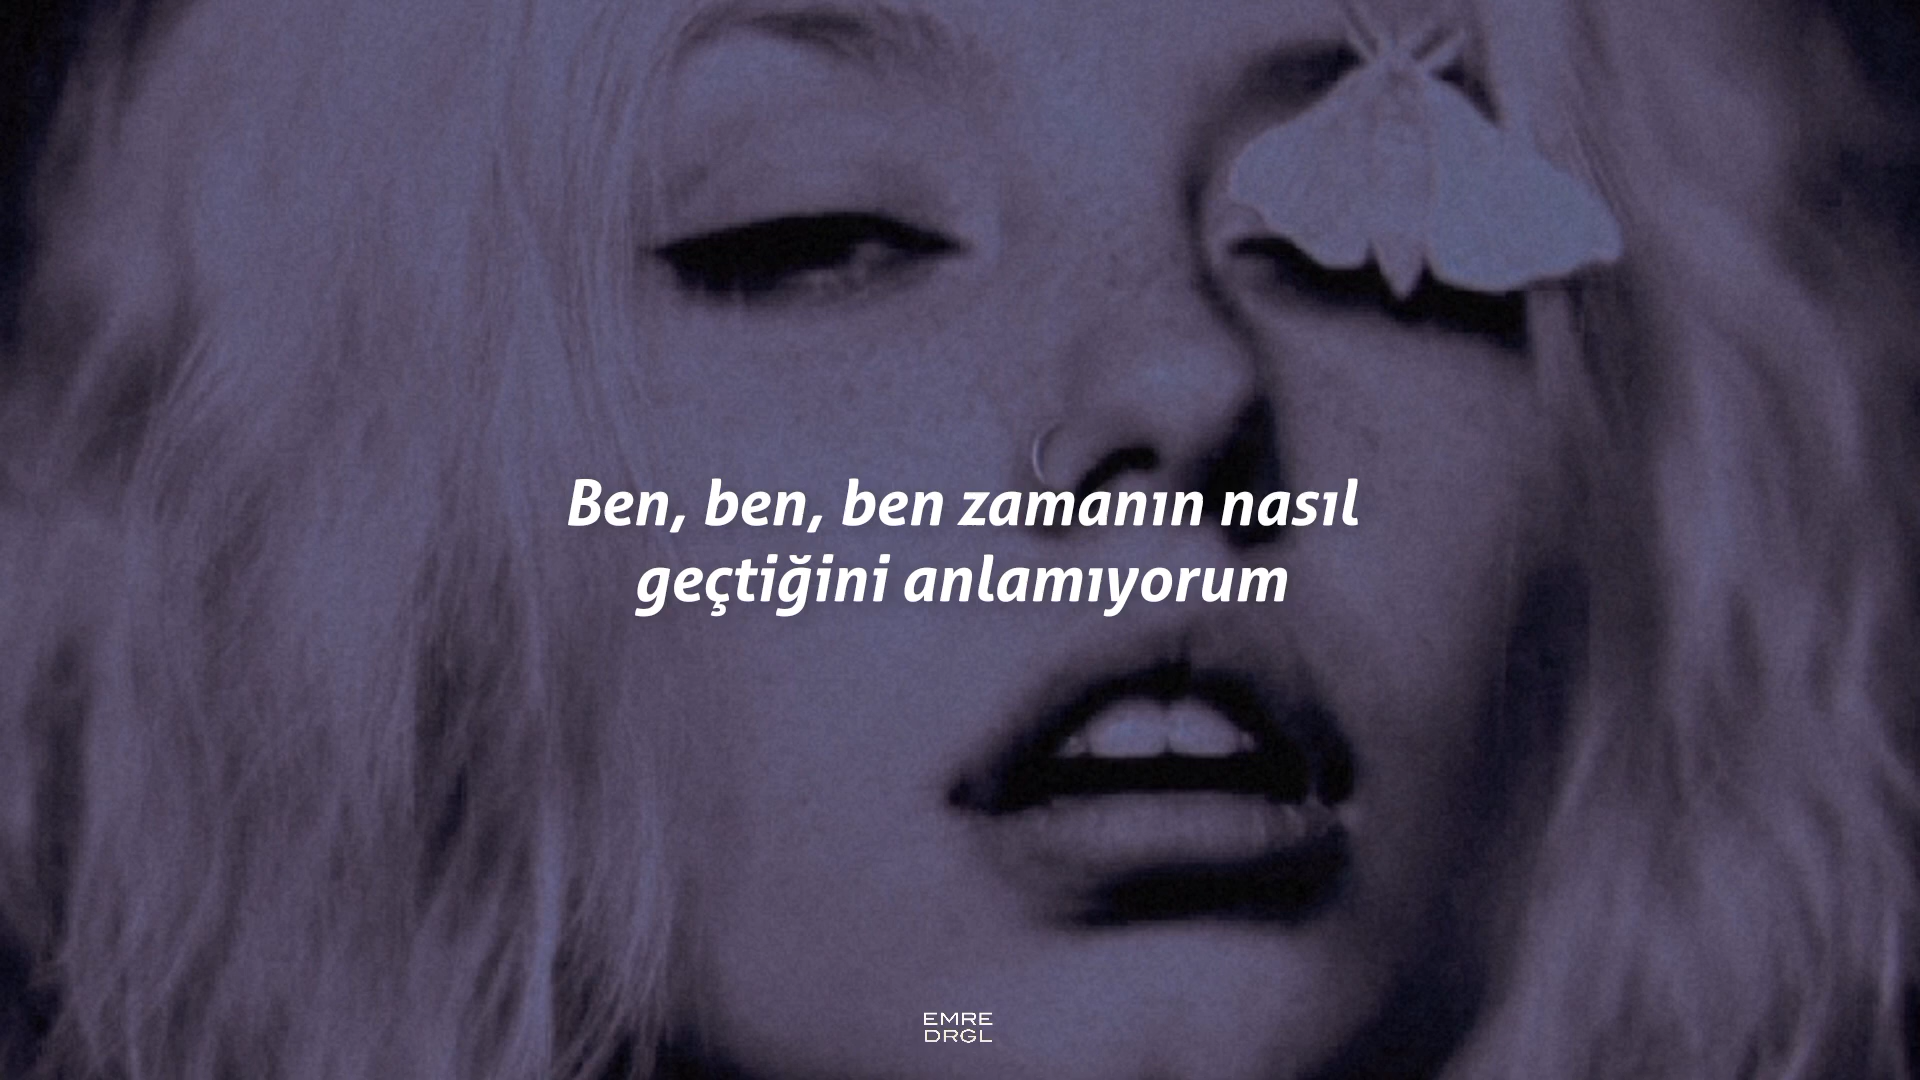 Ben, ben, ben zamanın nasıl
geçtiğini anlamıyorum
EMRE
DRGL